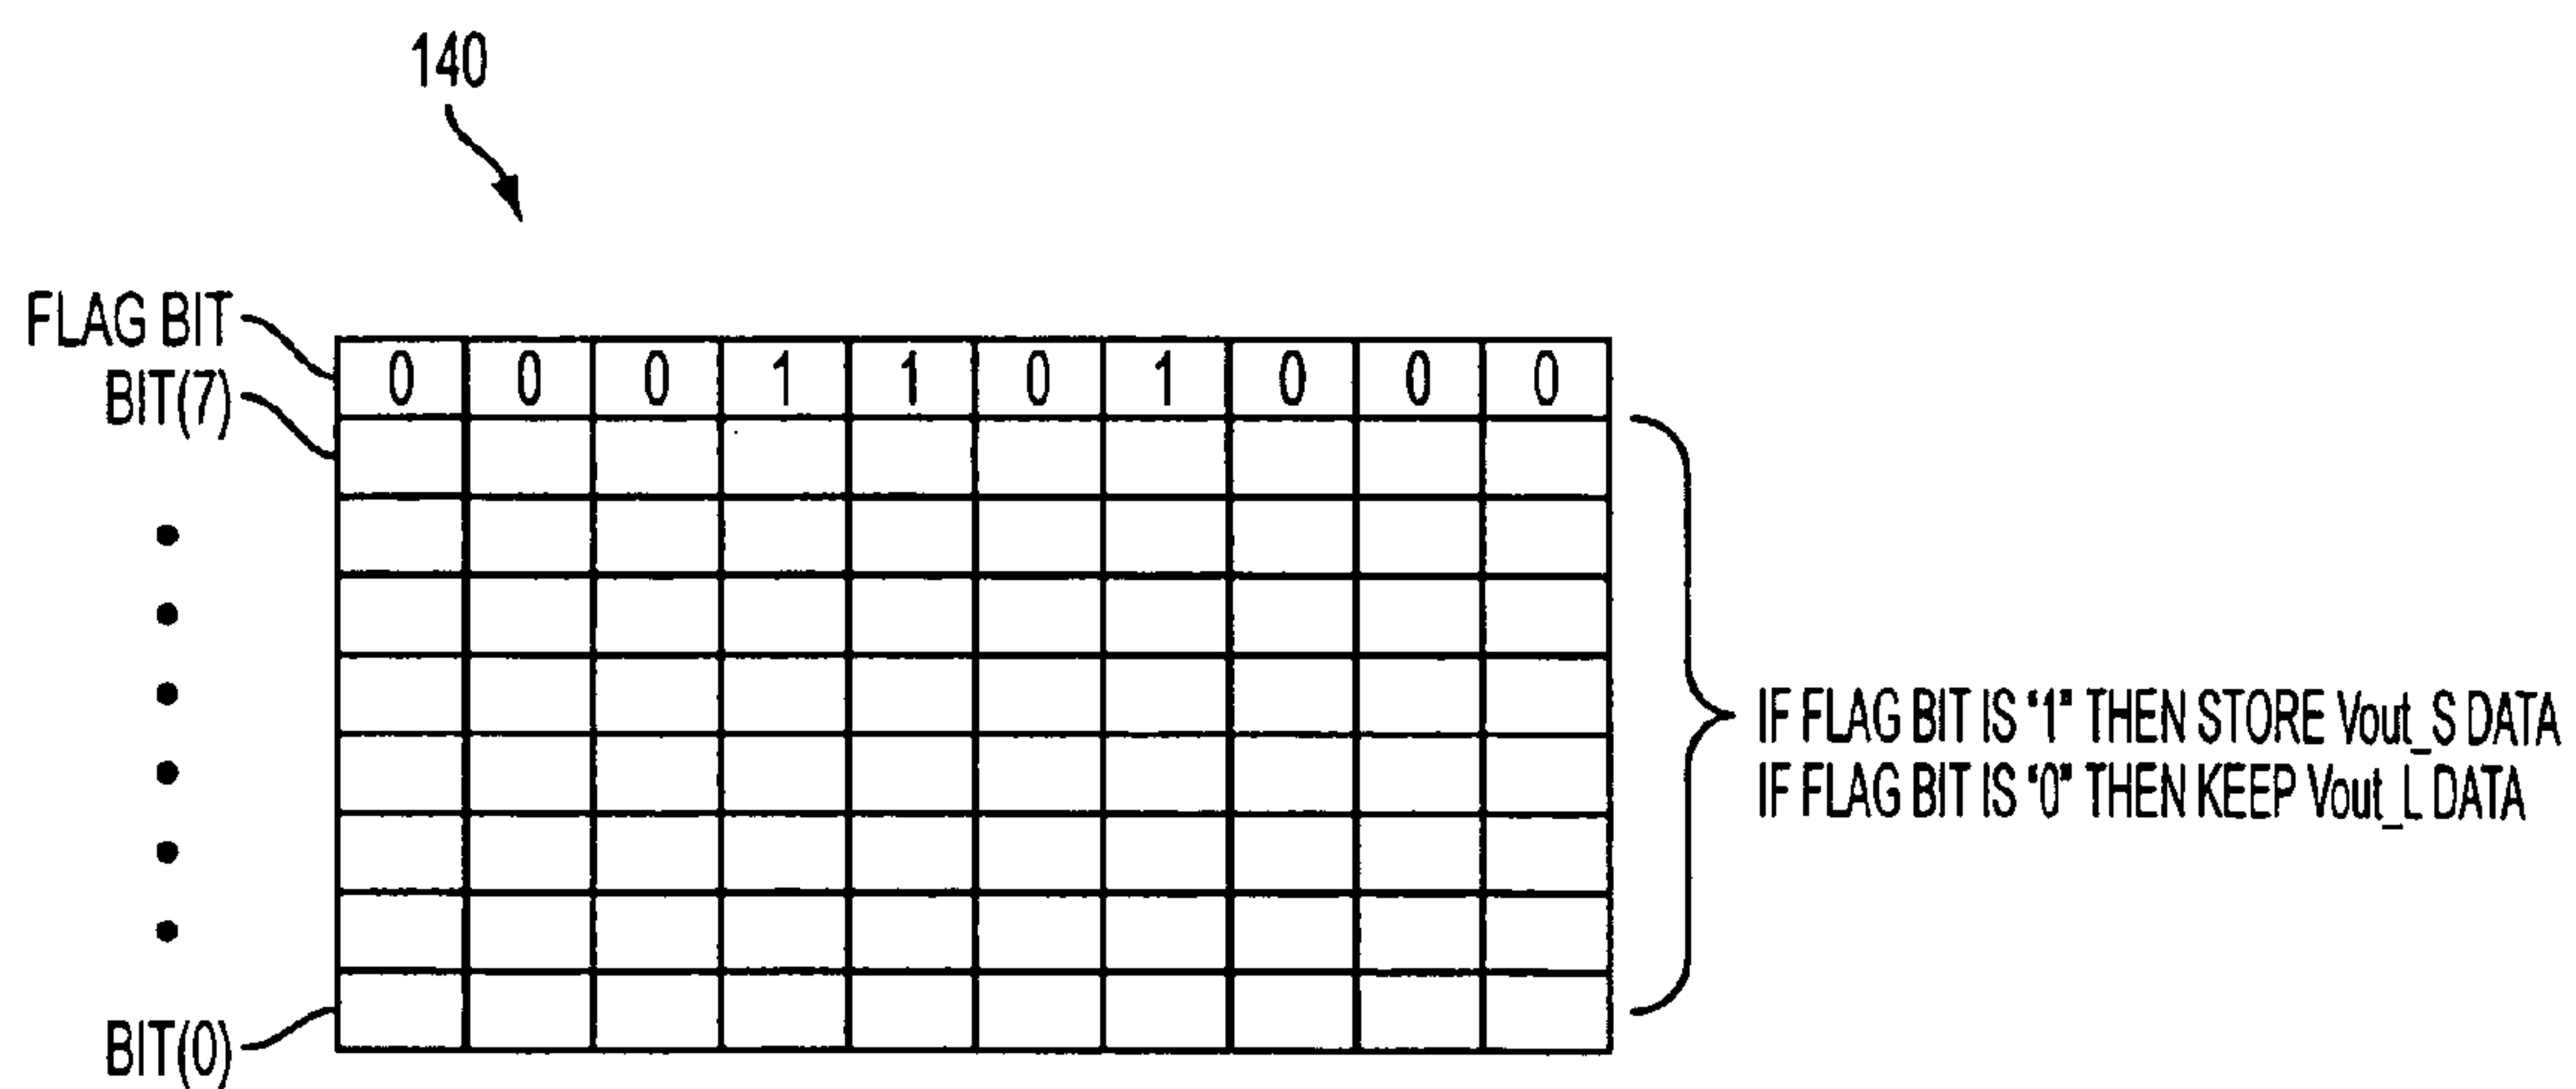 140
FLAG BIT
BIT(7)
0 0 0 1 1 0 1 0 0 0
IF FLAG BIT IS "1" THEN STORE Vout_S DATA
IF FLAG BIT IS "0" THEN KEEP Vout_L DATA
BIT(0)